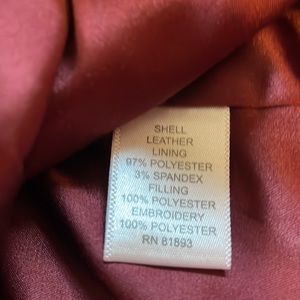 SHELL
LEATHER
LINING
97% POLYESTER
3% SPANDEX
FILLING
100% POLYESTER
EMBROIDERY
100% POLYESTER
RN 81893